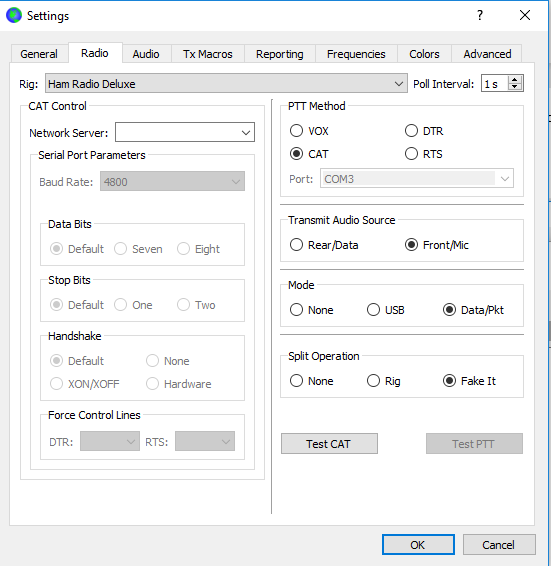 Settings
?
General Radio Audio Tx Macros Reporting Frequencies Colors Advanced
Rig: Ham Radio Deluxe Poll Interval: 1 s
CAT Control
Network Server:
Serial Port Parameters
Baud Rate: 4800
Data Bits
Default Seven Eight
Stop Bits
Default One Two
Handshake
Default None
XON/XOFF Hardware
Force Control Lines
DTR: RTS:
PTT Method
VOX DTR
CAT RTS
Port: COM3
Transmit Audio Source
Rear/Data Front/Mic
Mode
None USB Data/Pkt
Split Operation
None Rig Fake It
Test CAT Test PTT
OK Cancel